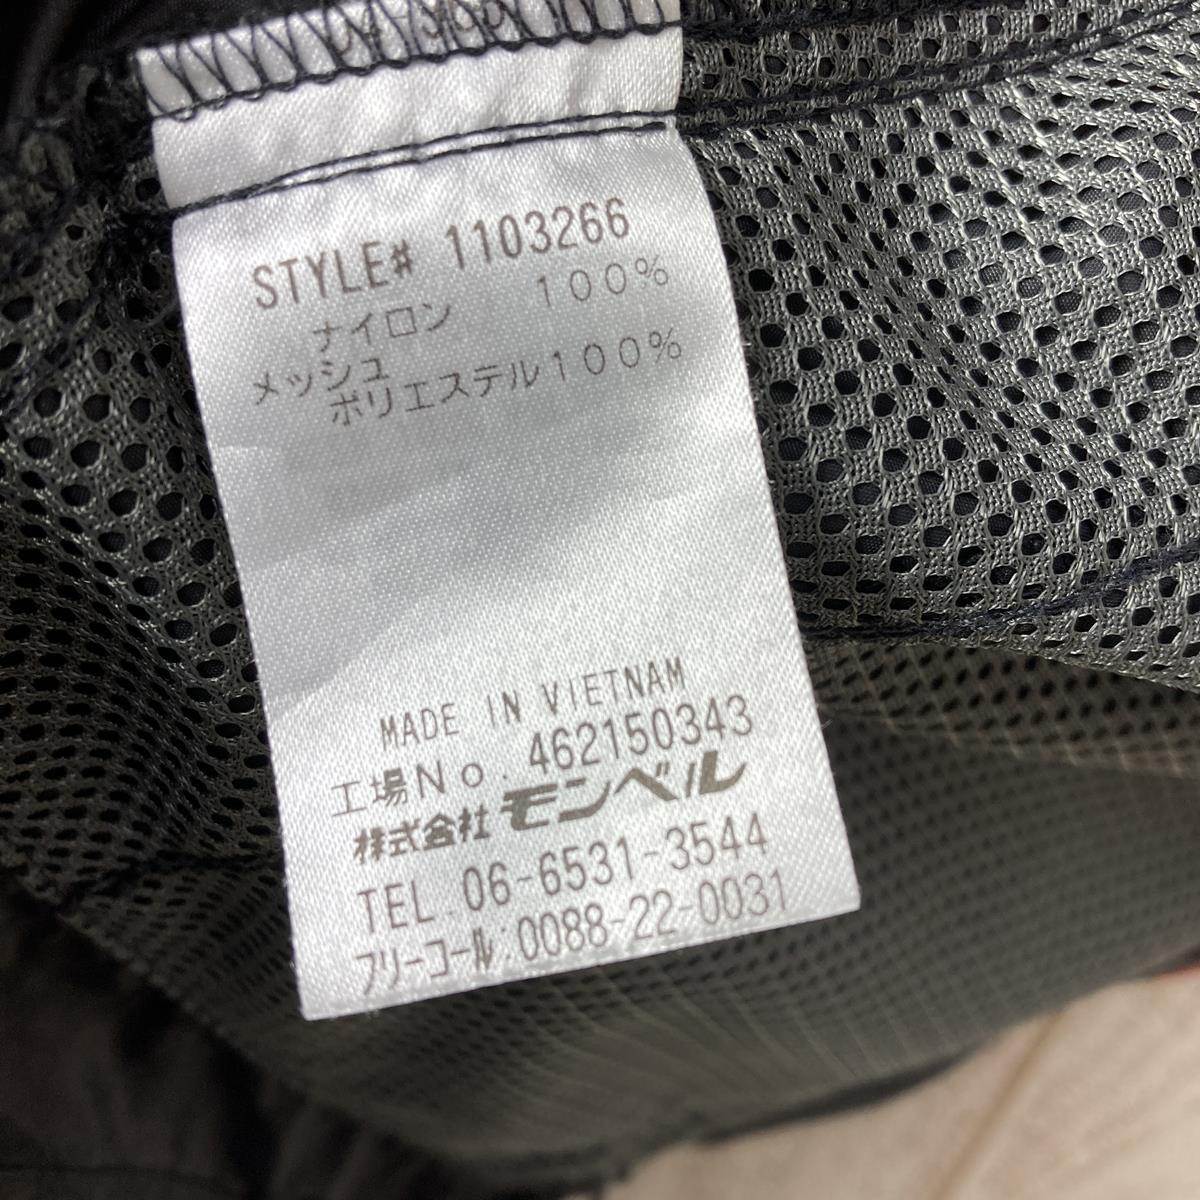 STYLE# 1103266
ナイロン 100%
メッシュ
ポリエステル100%
MADE IN VIETNAM
工場No. 462150343
株式会社モンベル
TEL. 06-6531-3544
フリーコール:0088-22-0031